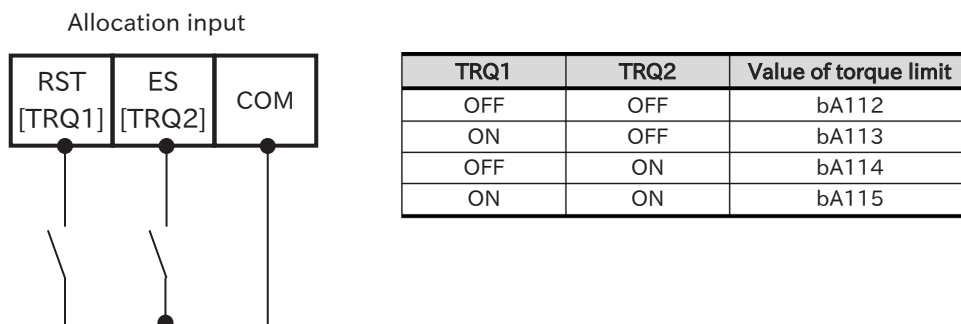 Allocation input
RST ES COM
[TRQ1] [TRQ2]
TRQ1 TRQ2 Value of torque limit
OFF OFF bA112
ON OFF bA113
OFF ON bA114
ON ON bA115